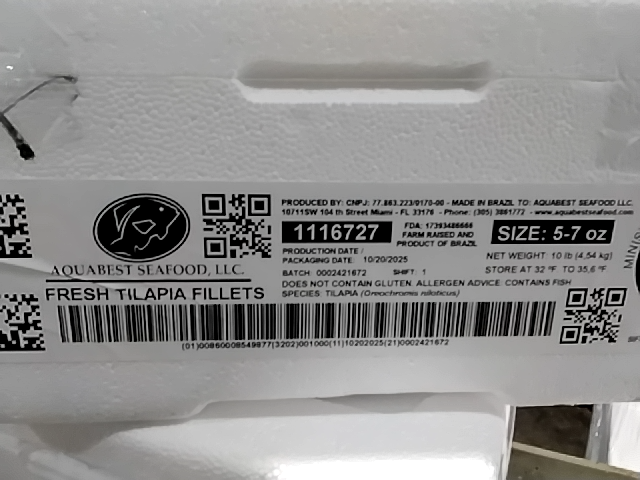 PRODUCED BY: CNPJ: 77.863.223/0170-00 - MADE IN BRAZIL TO: AQUABEST SEAFOOD LLC.
10711SW 104 th Street Miami - FL 33176 - Phone: (305) 3881772 - www.aquabestseafood.com
1116727
FDA: 17393486666
FARM RAISED AND
PRODUCT OF BRAZIL
SIZE: 5-7 oz
PRODUCTION DATE /
PACKAGING DATE: 10/20/2025
NET WEIGHT: 10 lb (4,54 kg)
BATCH: 0002421672 SHIFT: 1
STORE AT 32 °F TO 35,6 °F
AQUABEST SEAFOOD, LLC.
FRESH TILAPIA FILLETS
DOES NOT CONTAIN GLUTEN. ALLERGEN ADVICE: CONTAINS FISH
SPECIES: TILAPIA (Oreochromis niloticus)
(01)00860008549877(3202)001000(11)10202025(21)0002421672